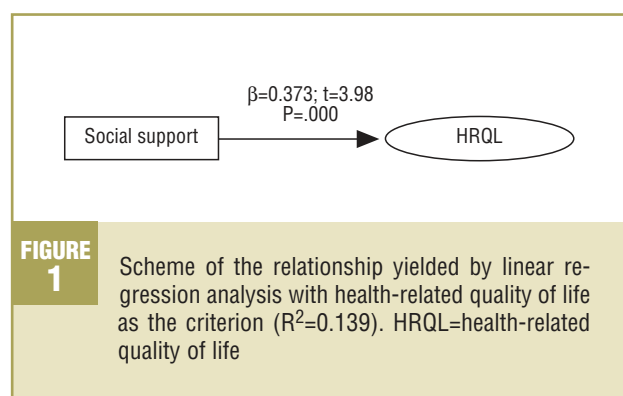 β=0.373; t=3.98
P=.000
Social support
HRQL
FIGURE
1
Scheme of the relationship yielded by linear re-
gression analysis with health-related quality of life
as the criterion (R²=0.139). HRQL=health-related
quality of life